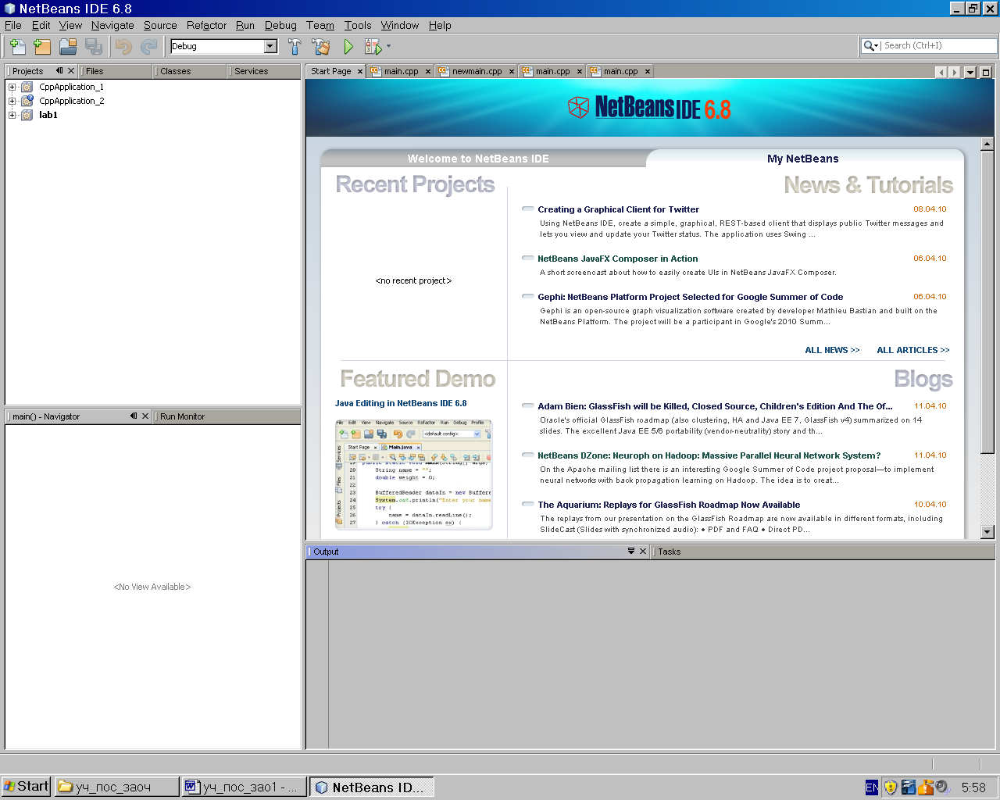 NetBeans IDE 6.8
File Edit View Navigate Source Refactor Run Debug Team Tools Window Help
Debug
Search (Ctrl+I)
Projects Files Classes Services
CppApplication_1
CppApplication_2
lab1
Start Page main.cpp newmain.cpp main.cpp main.cpp
NetBeans IDE 6.8
Welcome to NetBeans IDE My NetBeans
Recent Projects
<no recent project>
News & Tutorials
Creating a Graphical Client for Twitter 08.04.10
Using NetBeans IDE, create a simple, graphical, REST-based client that displays public Twitter messages and
lets you view and update your Twitter status. The application uses Swing ...
NetBeans JavaFX Composer in Action 06.04.10
A short screencast about how to easily create UIs in NetBeans JavaFX Composer.
Gephi: NetBeans Platform Project Selected for Google Summer of Code 06.04.10
Gephi is an open-source graph visualization software created by developer Mathieu Bastian and built on the
NetBeans Platform. The project will be a participant in Google's 2010 Summ...
ALL NEWS >> ALL ARTICLES >>
Featured Demo
Java Editing in NetBeans IDE 6.8
File Edit View Navigate Source Refactor Run Debug Profile
<default config>
Start Page Main.java
Services
Files
Projects
19 public static void main(String[] args)
20 String name = "";
21 double weight = 0;
22
23 BufferedReader dataIn = new Buffere
24 System.out.println("Enter your name
25 try {
26 name = dataIn.readLine();
27 } catch (IOException ex) {
Blogs
Adam Bien: GlassFish will be Killed, Closed Source, Children's Edition And The Of... 11.04.10
Oracle's official GlassFish roadmap (also clustering, HA and Java EE 7, GlassFish v4) summarized on 14
slides. The excellent Java EE 5/6 portability (vendor-neutrality) story and th...
NetBeans DZone: Neuroph on Hadoop: Massive Parallel Neural Network System? 11.04.10
On the Apache mailing list there is an interesting Google Summer of Code project proposal—to implement
neural networks with back propagation learning on Hadoop. The idea is to creat...
The Aquarium: Replays for GlassFish Roadmap Now Available 10.04.10
The replays from our presentation on the GlassFish Roadmap are now available in different formats, including
SlideCast (Slides with synchronized audio): ● PDF and FAQ ● Direct PD...
main() - Navigator Run Monitor
<No View Available>
Output Tasks
Start уч_пос_заоч уч_пос_зао1 - ... NetBeans ID... EN 5:58